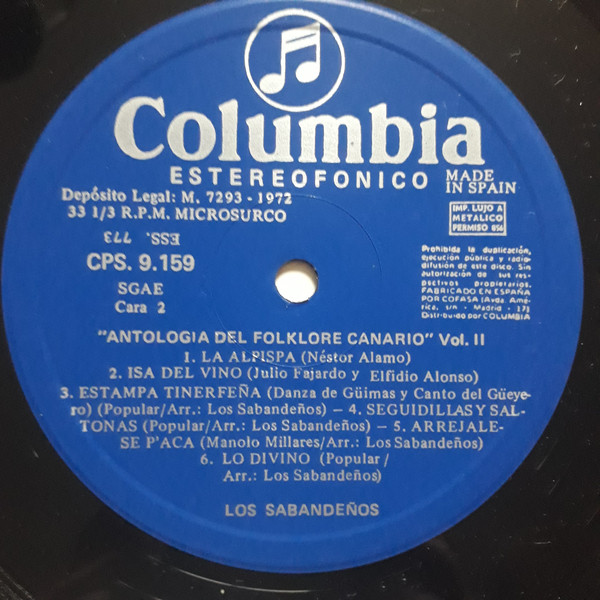 Columbia
ESTEREOFONICO
MADE
IN SPAIN
Depósito Legal: M. 7293 - 1972
33 1/3 R.P.M. MICROSURCO
IMP. LUJO A
METALICO
PERMISO 856
ESS. 773
CPS. 9.159
SGAE
Cara 2
Prohibida la duplicación,
ejecución pública y radio-
difusión de este disco. Sin
autorización de sus res-
pectivos propietarios.
FABRICADO EN ESPAÑA
POR COFASA (Avda. Amé-
rica, s/n - Madrid - 17)
Distribuido por COLUMBIA
"ANTOLOGIA DEL FOLKLORE CANARIO" Vol. II
1. LA ALPISPA (Néstor Alamo)
2. ISA DEL VINO (Julio Fajardo y Elfidio Alonso)
3. ESTAMPA TINERFEÑA (Danza de Güimas y Canto del Güeye-
ro) (Popular/Arr.: Los Sabandeños) – 4. SEGUIDILLAS Y SAL-
TONAS (Popular/Arr.: Los Sabandeños) – 5. ARREJALE-
SE P'ACA (Manolo Millares/Arr.: Los Sabandeños)
6. LO DIVINO (Popular/
Arr.: Los Sabandeños)
LOS SABANDEÑOS